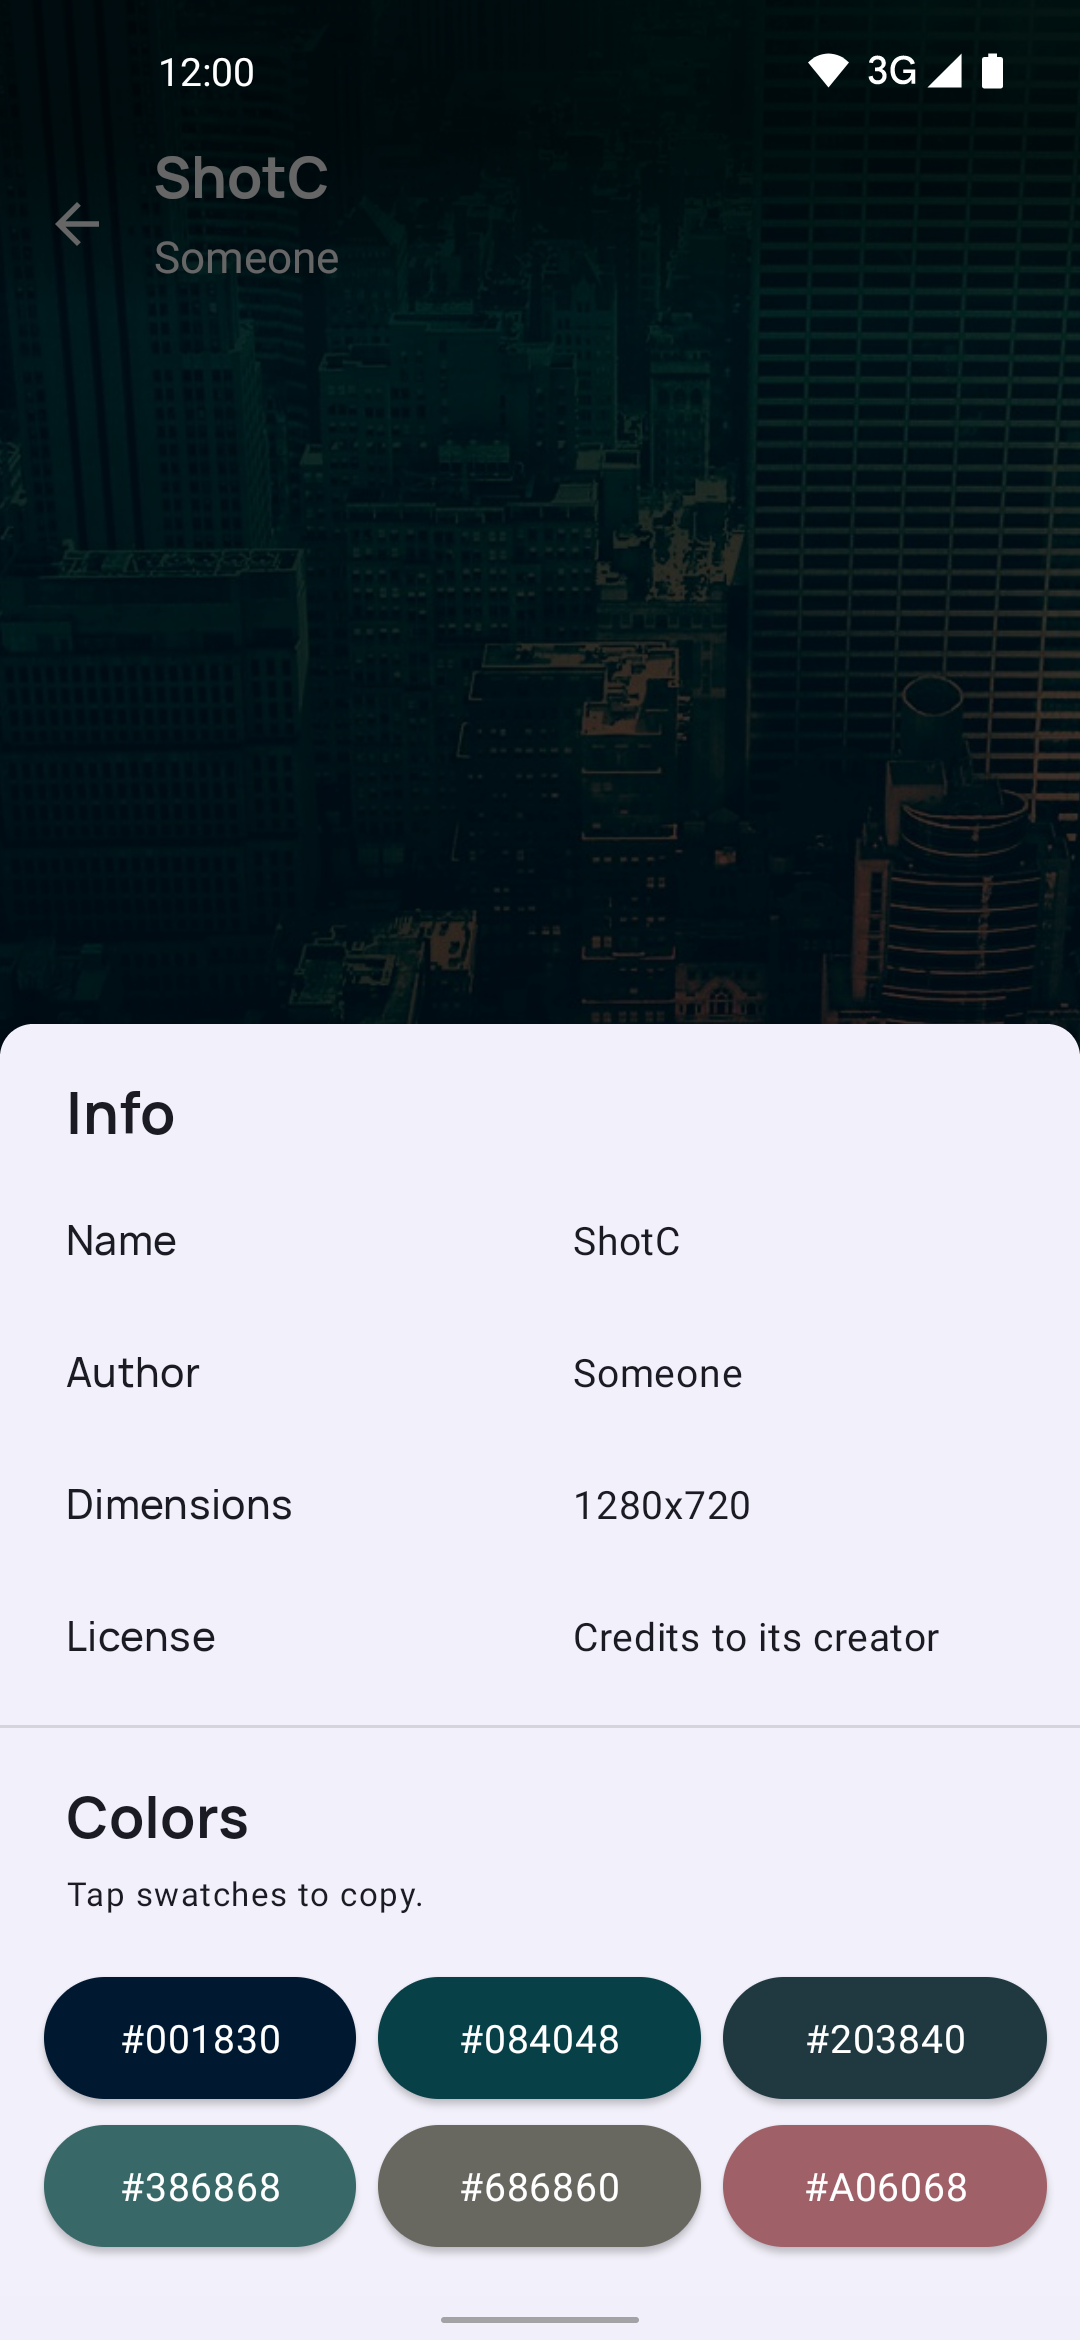 12:00
3G
ShotC
Someone
Info
Name
ShotC
Author
Someone
Dimensions
1280x720
License
Credits to its creator
Colors
Tap swatches to copy.
#001830
#084048
#203840
#386868
#686860
#A06068